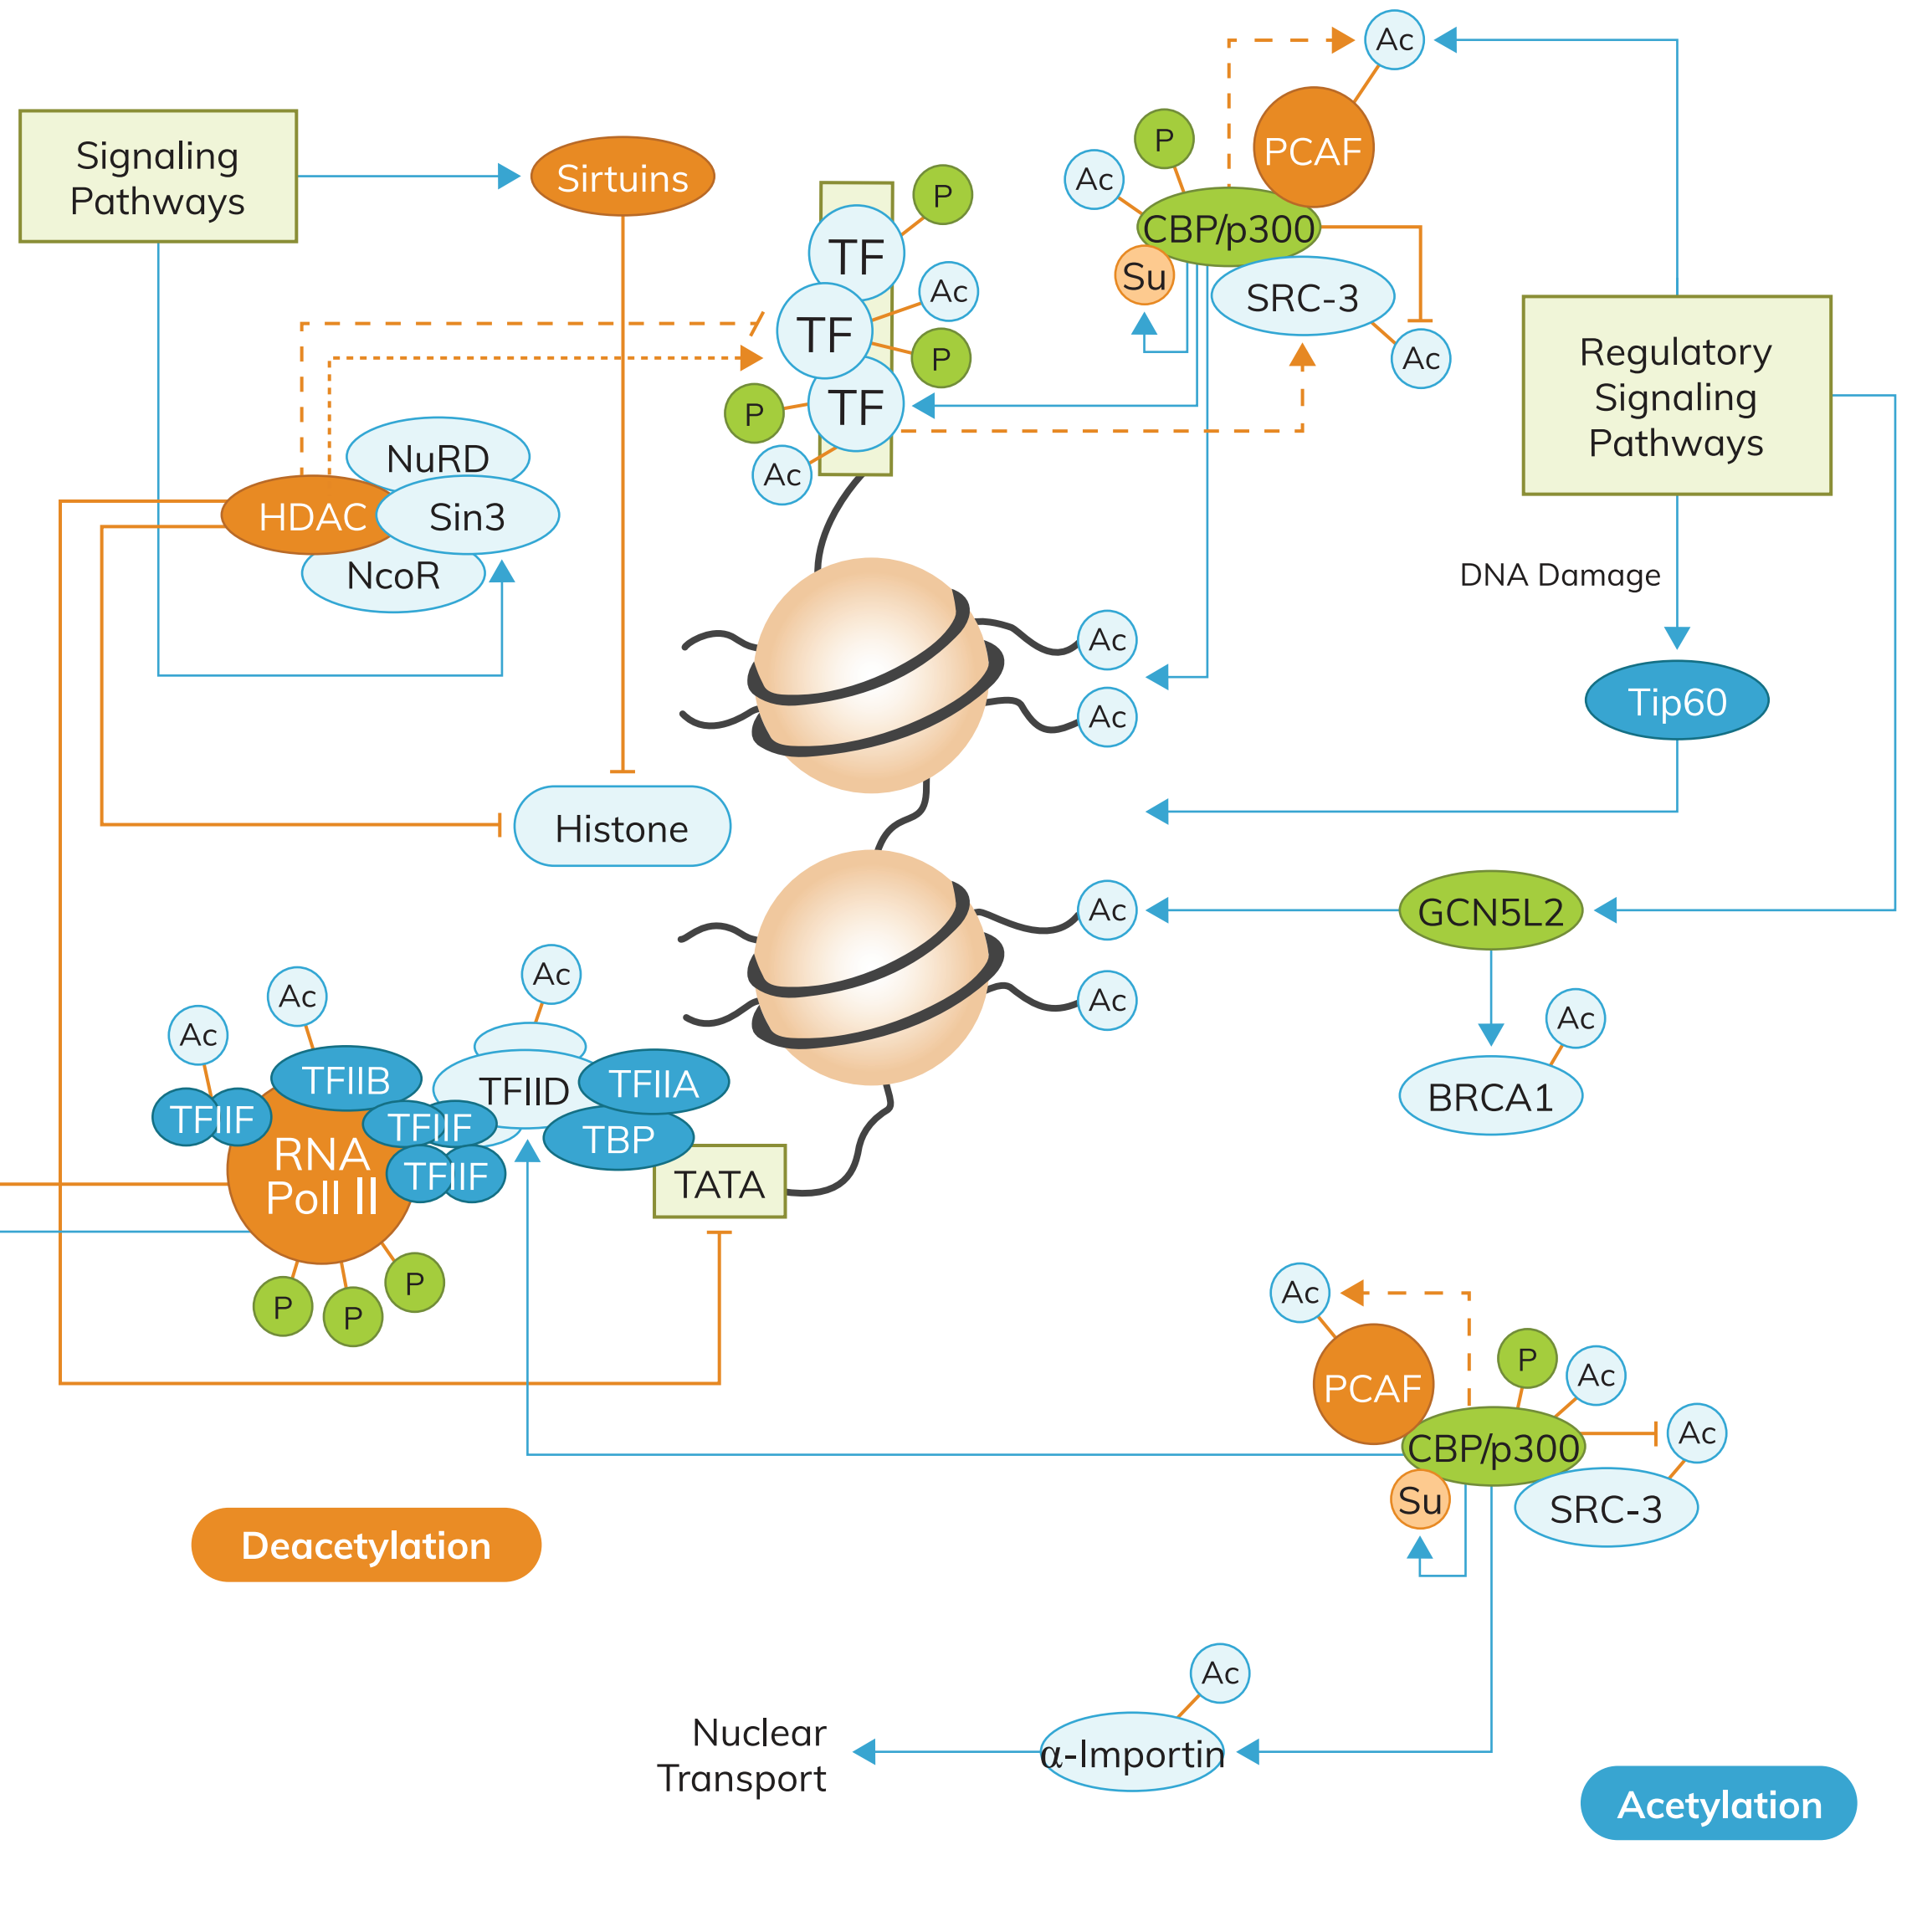 Ac
PCAF
P
Ac
CBP/p300
Su
SRC-3
Ac
Signaling
Pathways
Sirtuins
TF
P
TF
Ac
P
TF
P
Ac
Regulatory
Signaling
Pathways
NuRD
HDAC
Sin3
NcoR
DNA Damage
Ac
Ac
Tip60
Histone
Ac
GCN5L2
Ac
Ac
BRCA1
Ac
Ac
Ac
TFIIB
TFIID
TFIIA
TFIIF
TFIIF
TBP
RNA
Poll II
TFIIF
TATA
P
P
P
Ac
PCAF
P
Ac
Ac
CBP/p300
Su
SRC-3
Deacetylation
Ac
Nuclear
Transport
α-Importin
Acetylation